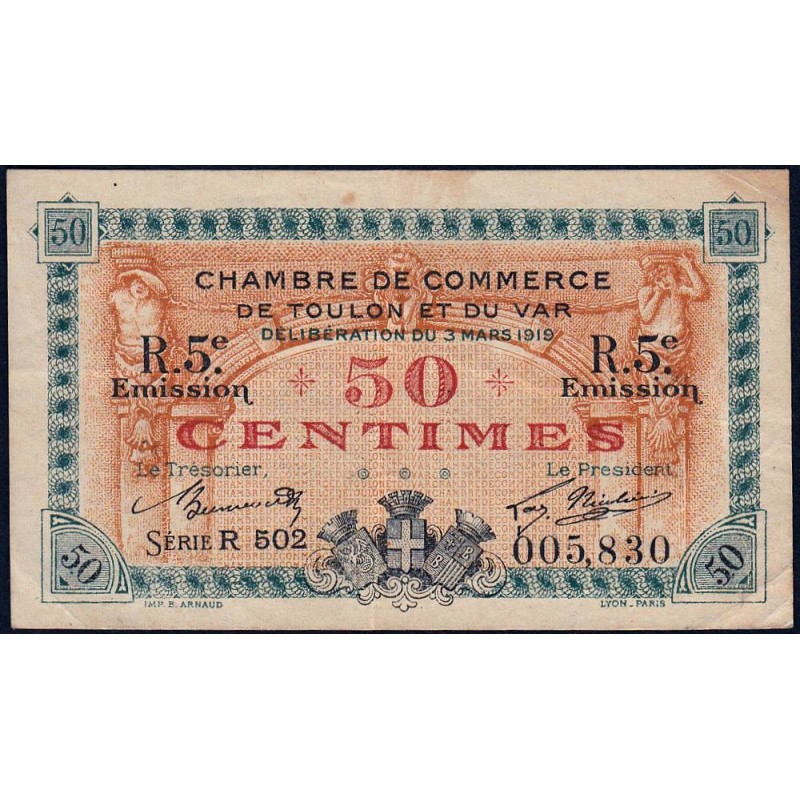 50 50
CHAMBRE DE COMMERCE
DE TOULON ET DU VAR
DÉLIBÉRATION DU 3 MARS 1919
R.5e. R.5e.
Emission 50 Emission
CENTIMES
Le Trésorier, Le Président,
SÉRIE R 502 005,830
50 50
IMP. B. ARNAUD LYON-PARIS